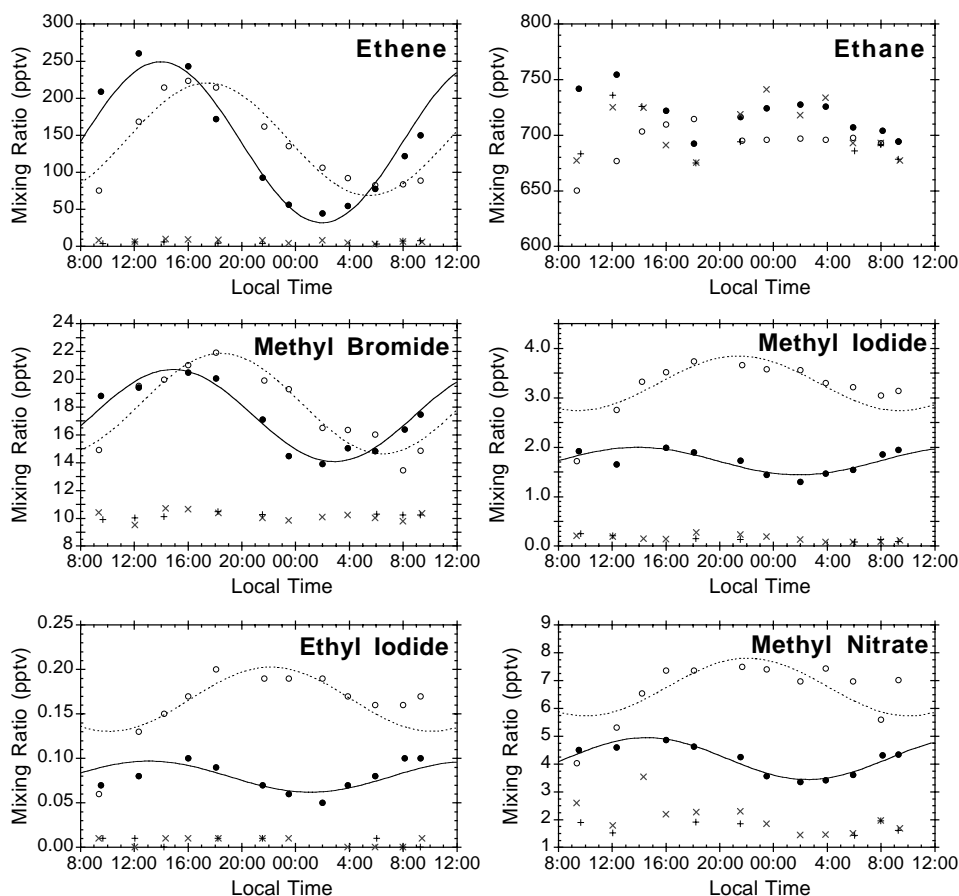 Ethene
Mixing Ratio (pptv)
300
250
200
150
100
50
0
8:00 12:00 16:00 20:00 00:00 4:00 8:00 12:00
Local Time
Ethane
Mixing Ratio (pptv)
800
750
700
650
600
8:00 12:00 16:00 20:00 00:00 4:00 8:00 12:00
Local Time
Methyl Bromide
Mixing Ratio (pptv)
24
22
20
18
16
14
12
10
8
8:00 12:00 16:00 20:00 00:00 4:00 8:00 12:00
Local Time
Methyl Iodide
Mixing Ratio (pptv)
4.0
3.0
2.0
1.0
0.0
8:00 12:00 16:00 20:00 00:00 4:00 8:00 12:00
Local Time
Ethyl Iodide
Mixing Ratio (pptv)
0.25
0.20
0.15
0.10
0.05
0.00
8:00 12:00 16:00 20:00 00:00 4:00 8:00 12:00
Local Time
Methyl Nitrate
Mixing Ratio (pptv)
9
8
7
6
5
4
3
2
1
8:00 12:00 16:00 20:00 00:00 4:00 8:00 12:00
Local Time